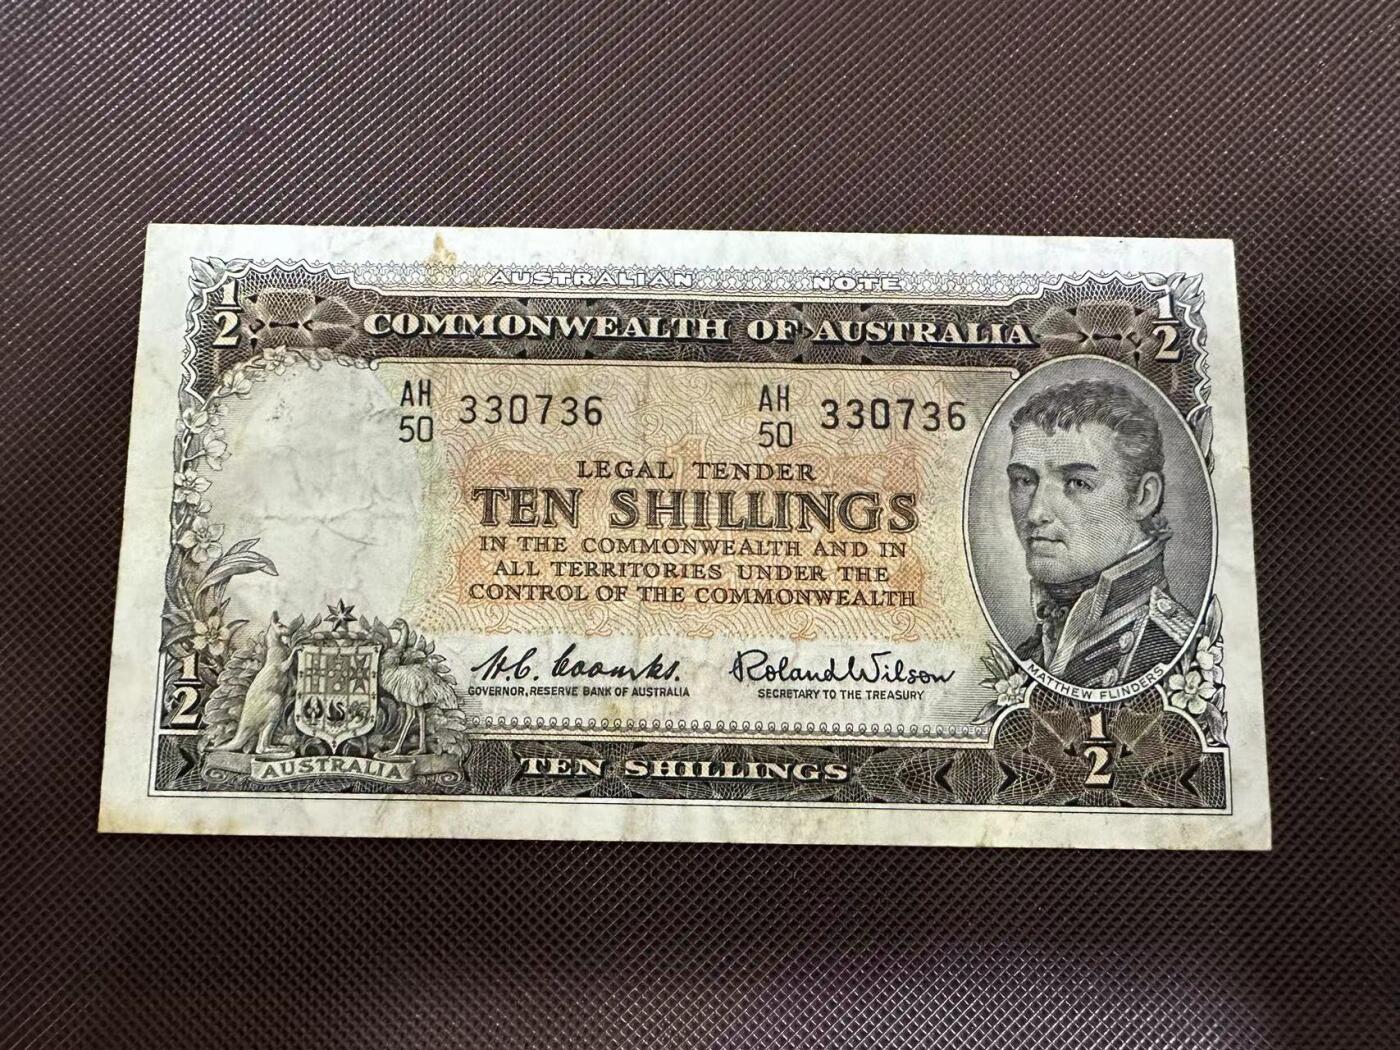 AUSTRALIAN NOTE
1/2 1/2
COMMONWEALTH OF AUSTRALIA
AH 50 330736 AH 50 330736
LEGAL TENDER
TEN SHILLINGS
IN THE COMMONWEALTH AND IN
ALL TERRITORIES UNDER THE
CONTROL OF THE COMMONWEALTH
H.C. Coombs. Roland Wilson
GOVERNOR, RESERVE BANK OF AUSTRALIA SECRETARY TO THE TREASURY
MATTHEW FLINDERS
1/2 1/2
AUSTRALIA TEN SHILLINGS